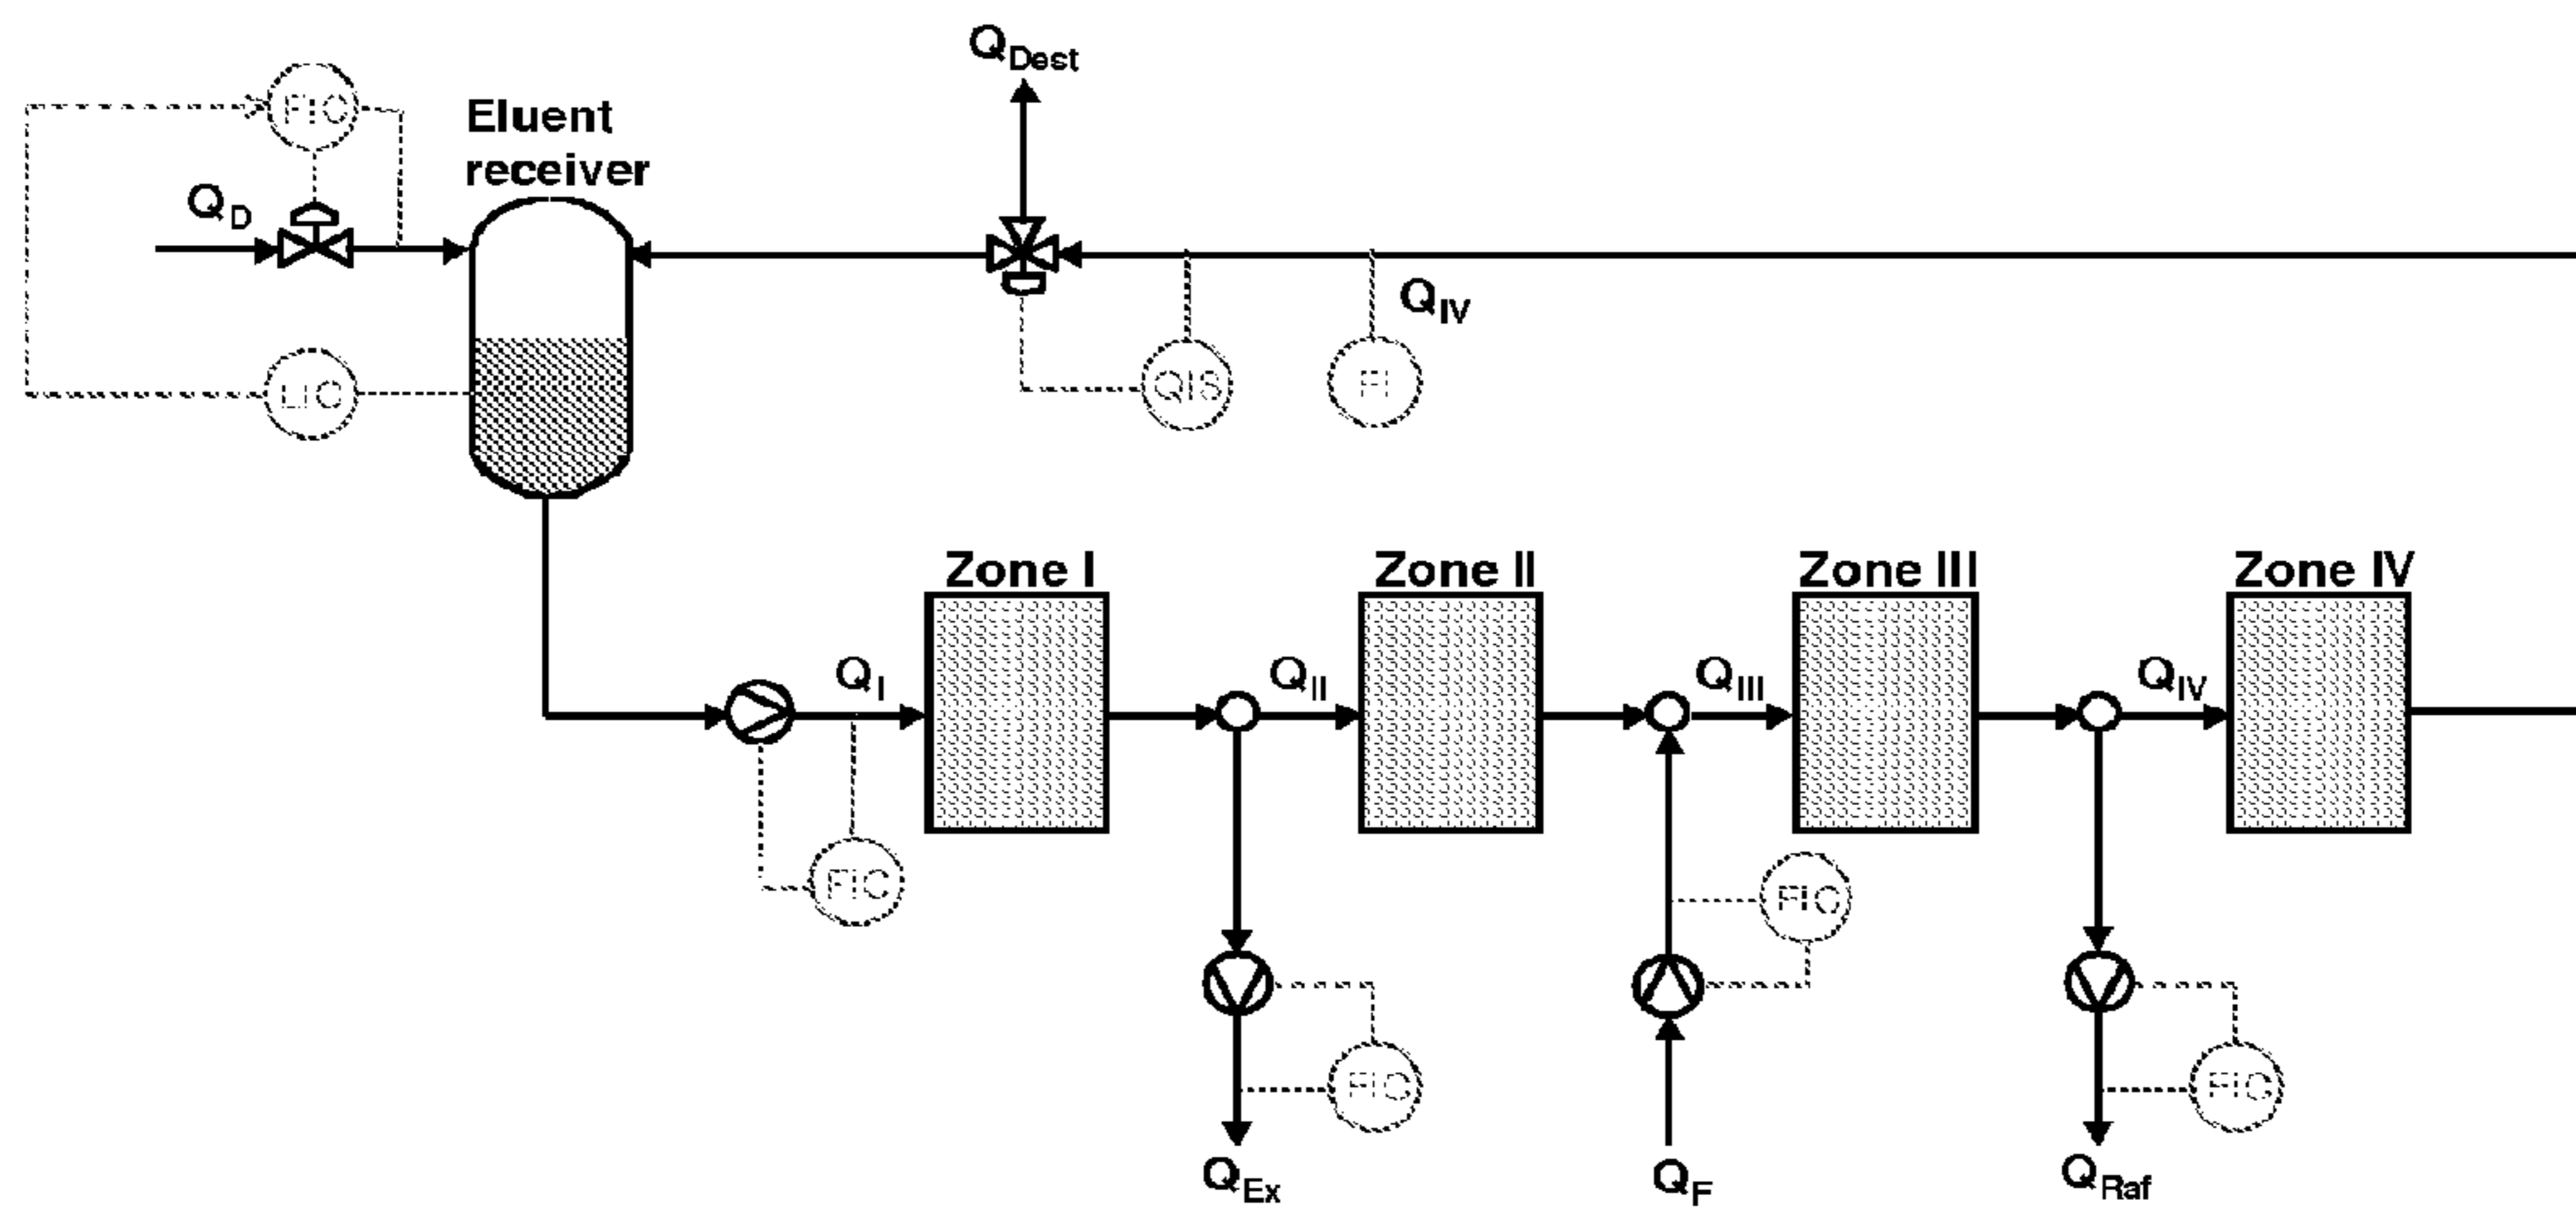 Q_Dest
FIC
Eluent
receiver
Q_D
Q_IV
LIC
QIS
FI
Zone I
Zone II
Zone III
Zone IV
Q_I
Q_II
Q_III
Q_IV
FIC
FIC
FIC
FIC
Q_Ex
Q_F
Q_Raf